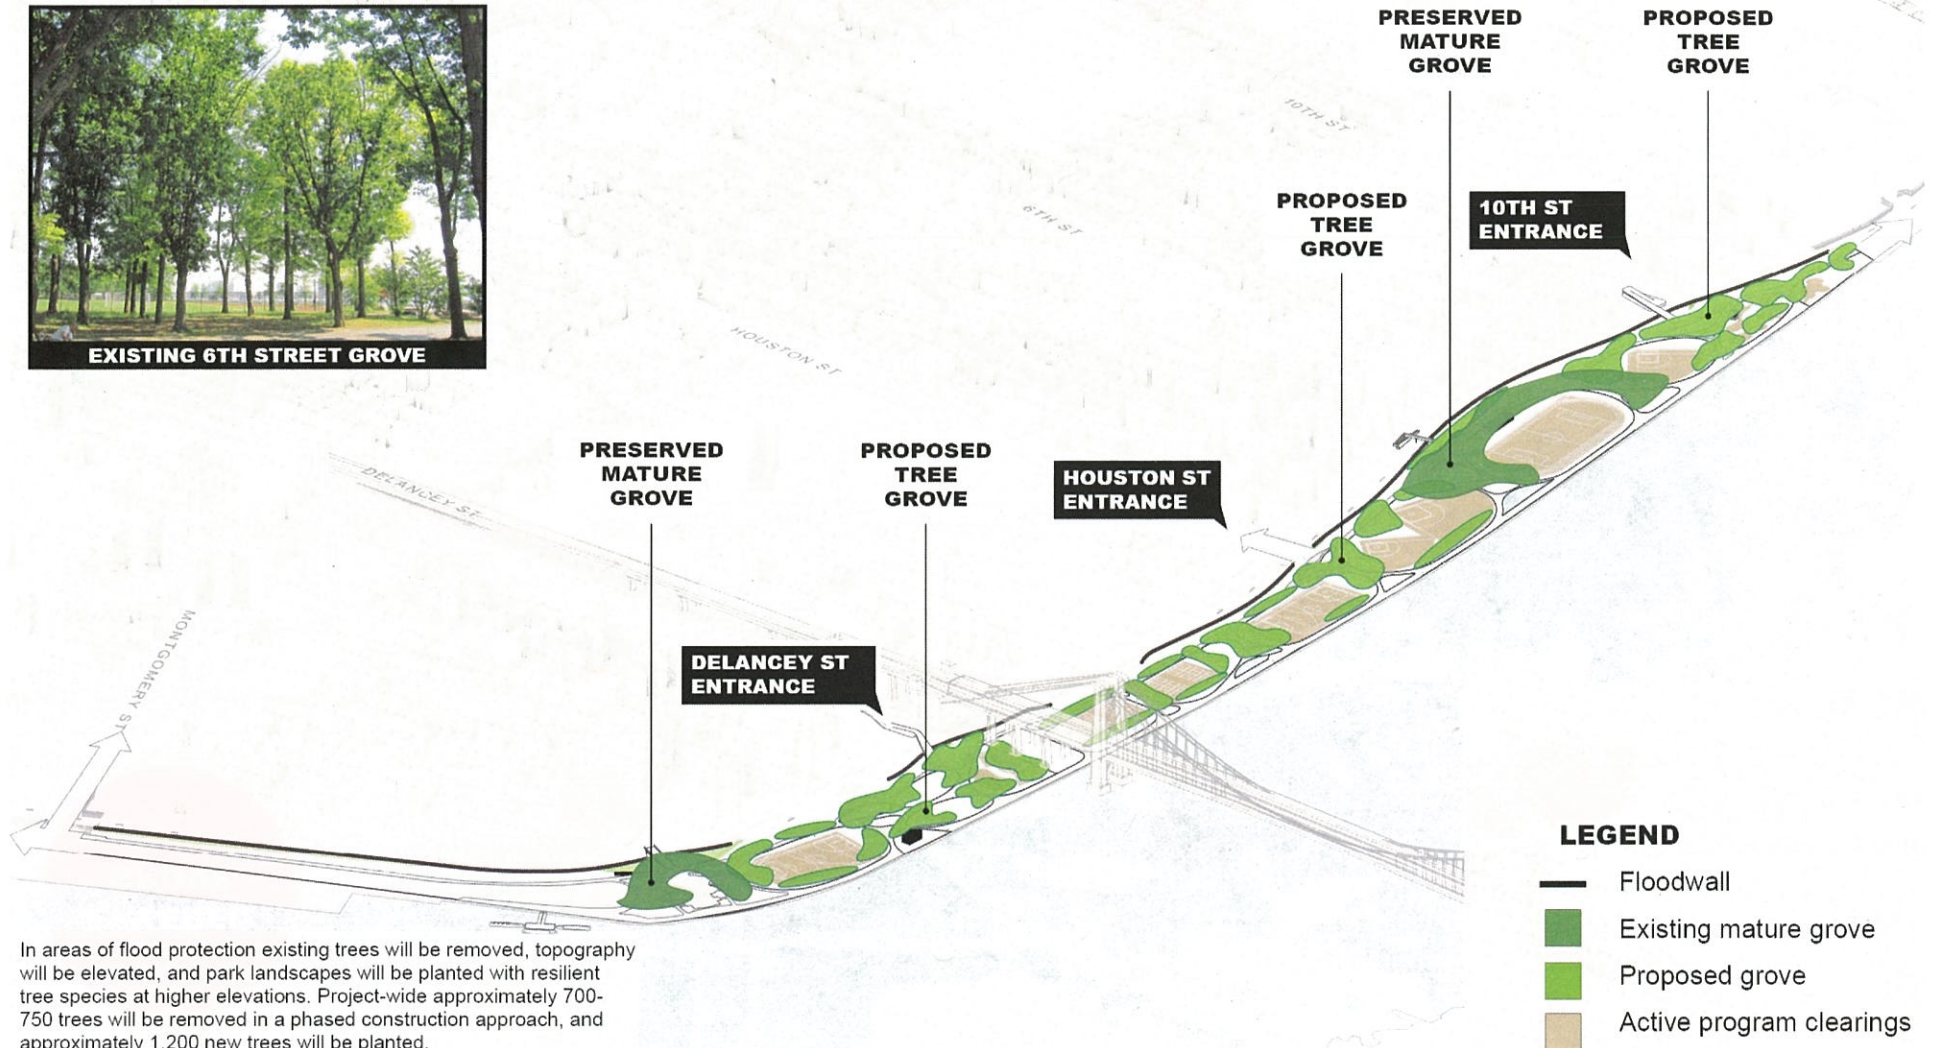 PRESERVED
MATURE
GROVE
PROPOSED
TREE
GROVE
10TH ST
PROPOSED
TREE
GROVE
10TH ST
ENTRANCE
6TH ST
EXISTING 6TH STREET GROVE
HOUSTON ST
PRESERVED
MATURE
GROVE
PROPOSED
TREE
GROVE
HOUSTON ST
ENTRANCE
DELANCEY ST
DELANCEY ST
ENTRANCE
MONTGOMERY ST
LEGEND
Floodwall
Existing mature grove
Proposed grove
Active program clearings
In areas of flood protection existing trees will be removed, topography
will be elevated, and park landscapes will be planted with resilient
tree species at higher elevations. Project-wide approximately 700-
750 trees will be removed in a phased construction approach, and
approximately 1,200 new trees will be planted.